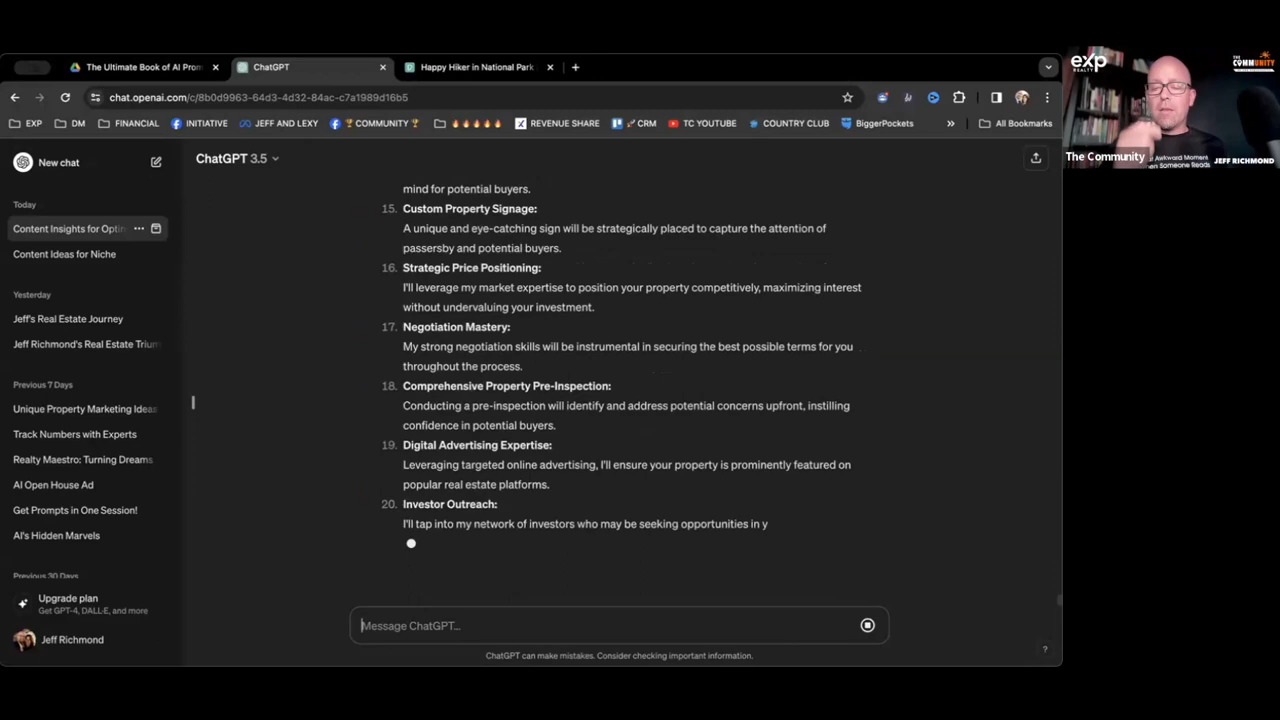 The Ultimate Book of AI Prom
ChatGPT
Happy Hiker in National Park
chat.openai.com/c/8b0d9963-64d3-4d32-84ac-c7a1989d16b5
EXP
DM
FINANCIAL
INITIATIVE
JEFF AND LEXY
🏆 COMMUNITY 🏆
🔥🔥🔥🔥🔥
REVENUE SHARE
🚀 CRM
TC YOUTUBE
COUNTRY CLUB
BiggerPockets
»
All Bookmarks
New chat
Today
Content Insights for Optin
Content Ideas for Niche
Yesterday
Jeff's Real Estate Journey
Jeff Richmond's Real Estate Trium
Previous 7 Days
Unique Property Marketing Ideas
Track Numbers with Experts
Realty Maestro: Turning Dreams
AI Open House Ad
Get Prompts in One Session!
AI's Hidden Marvels
Previous 30 Days
Upgrade plan
Get GPT-4, DALL·E, and more
Jeff Richmond
ChatGPT 3.5
mind for potential buyers.
15. Custom Property Signage:
A unique and eye-catching sign will be strategically placed to capture the attention of
passersby and potential buyers.
16. Strategic Price Positioning:
I'll leverage my market expertise to position your property competitively, maximizing interest
without undervaluing your investment.
17. Negotiation Mastery:
My strong negotiation skills will be instrumental in securing the best possible terms for you
throughout the process.
18. Comprehensive Property Pre-Inspection:
Conducting a pre-inspection will identify and address potential concerns upfront, instilling
confidence in potential buyers.
19. Digital Advertising Expertise:
Leveraging targeted online advertising, I'll ensure your property is prominently featured on
popular real estate platforms.
20. Investor Outreach:
I'll tap into my network of investors who may be seeking opportunities in y
Message ChatGPT...
ChatGPT can make mistakes. Consider checking important information.
?
exp
REALTY
THE
COMMUNITY
The Community
Awkward Moment
Someone Reads
JEFF RICHMOND